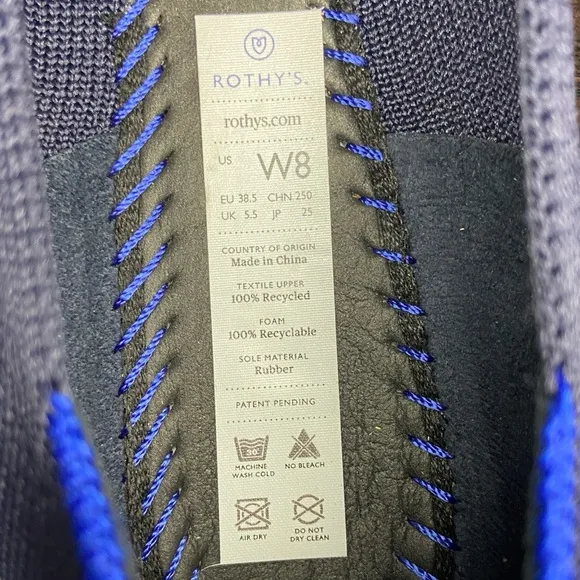 ROTHY'S
rothys.com
US W8
EU 38.5 CHN 250
UK 5.5 JP 25
COUNTRY OF ORIGIN
Made in China
TEXTILE UPPER
100% Recycled
FOAM
100% Recyclable
SOLE MATERIAL
Rubber
PATENT PENDING
30
MACHINE WASH COLD
NO BLEACH
AIR DRY
DO NOT DRY CLEAN